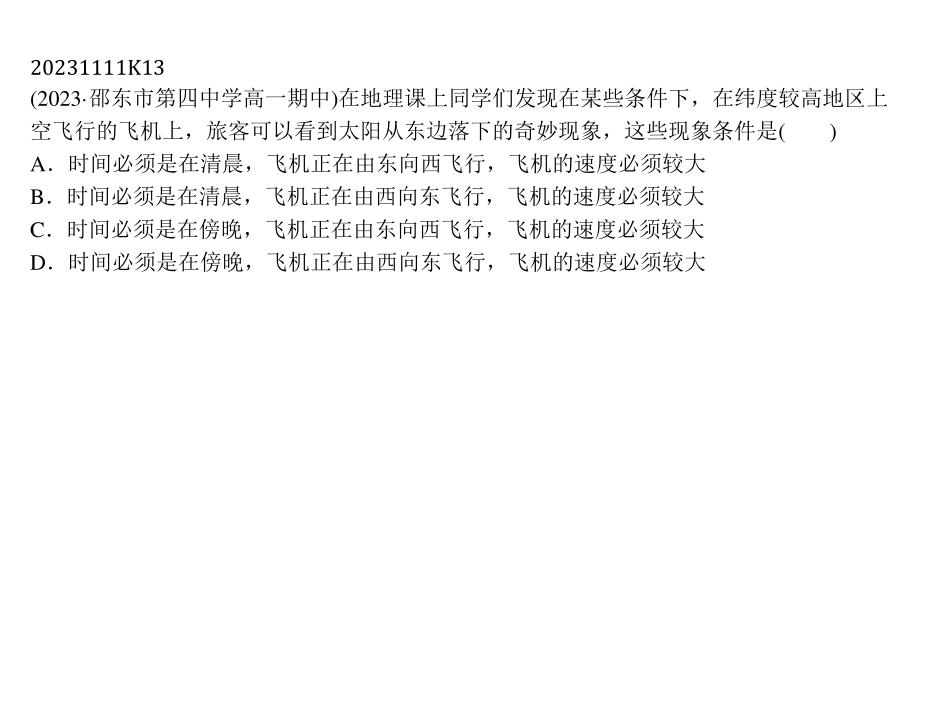 20231111K13
(2023·邵东市第四中学高一期中)在地理课上同学们发现在某些条件下，在纬度较高地区上
空飞行的飞机上，旅客可以看到太阳从东边落下的奇妙现象，这些现象条件是(　　)
A．时间必须是在清晨，飞机正在由东向西飞行，飞机的速度必须较大
B．时间必须是在清晨，飞机正在由西向东飞行，飞机的速度必须较大
C．时间必须是在傍晚，飞机正在由东向西飞行，飞机的速度必须较大
D．时间必须是在傍晚，飞机正在由西向东飞行，飞机的速度必须较大